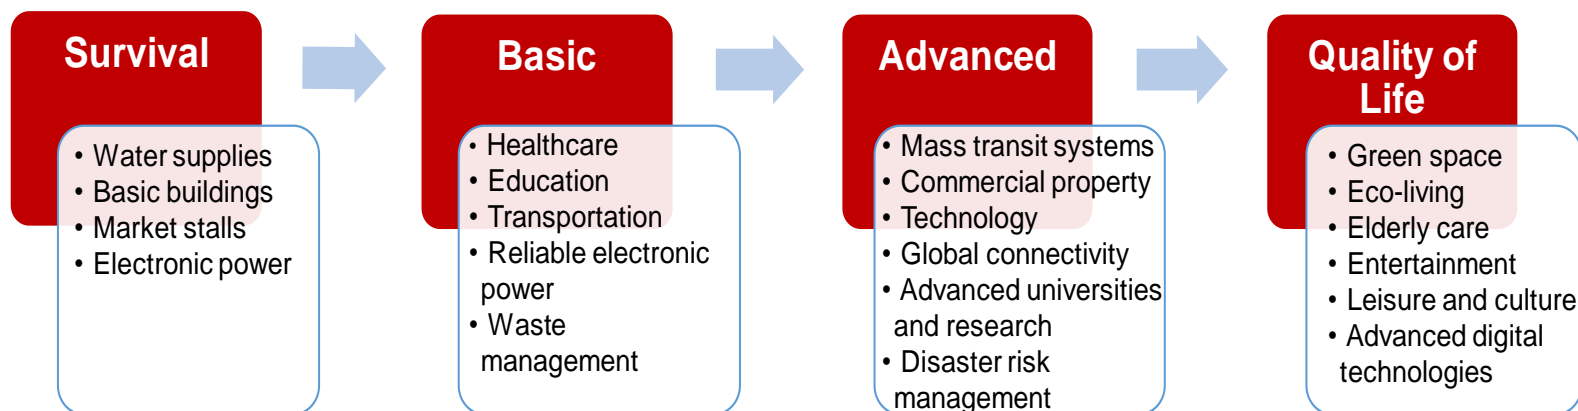 Survival
• Water supplies
• Basic buildings
• Market stalls
• Electronic power
Basic
• Healthcare
• Education
• Transportation
• Reliable electronic
power
• Waste
management
Advanced
• Mass transit systems
• Commercial property
• Technology
• Global connectivity
• Advanced universities
and research
• Disaster risk
management
Quality of
Life
• Green space
• Eco-living
• Elderly care
• Entertainment
• Leisure and culture
• Advanced digital
technologies